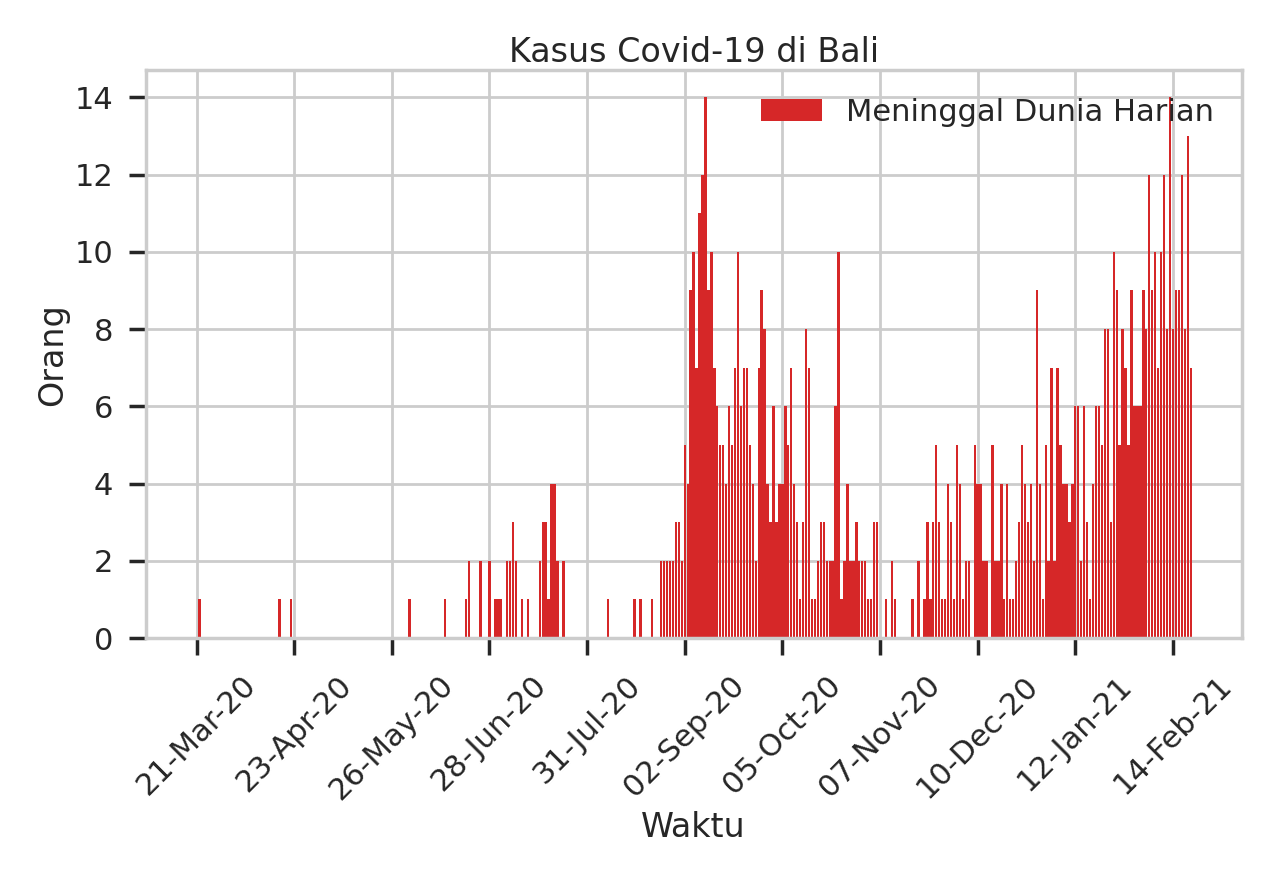 Kasus Covid-19 di Bali
Meninggal Dunia Harian
14
12
10
8
6
4
2
0
Orang
21-Mar-20
23-Apr-20
26-May-20
28-Jun-20
31-Jul-20
02-Sep-20
05-Oct-20
07-Nov-20
10-Dec-20
12-Jan-21
14-Feb-21
Waktu